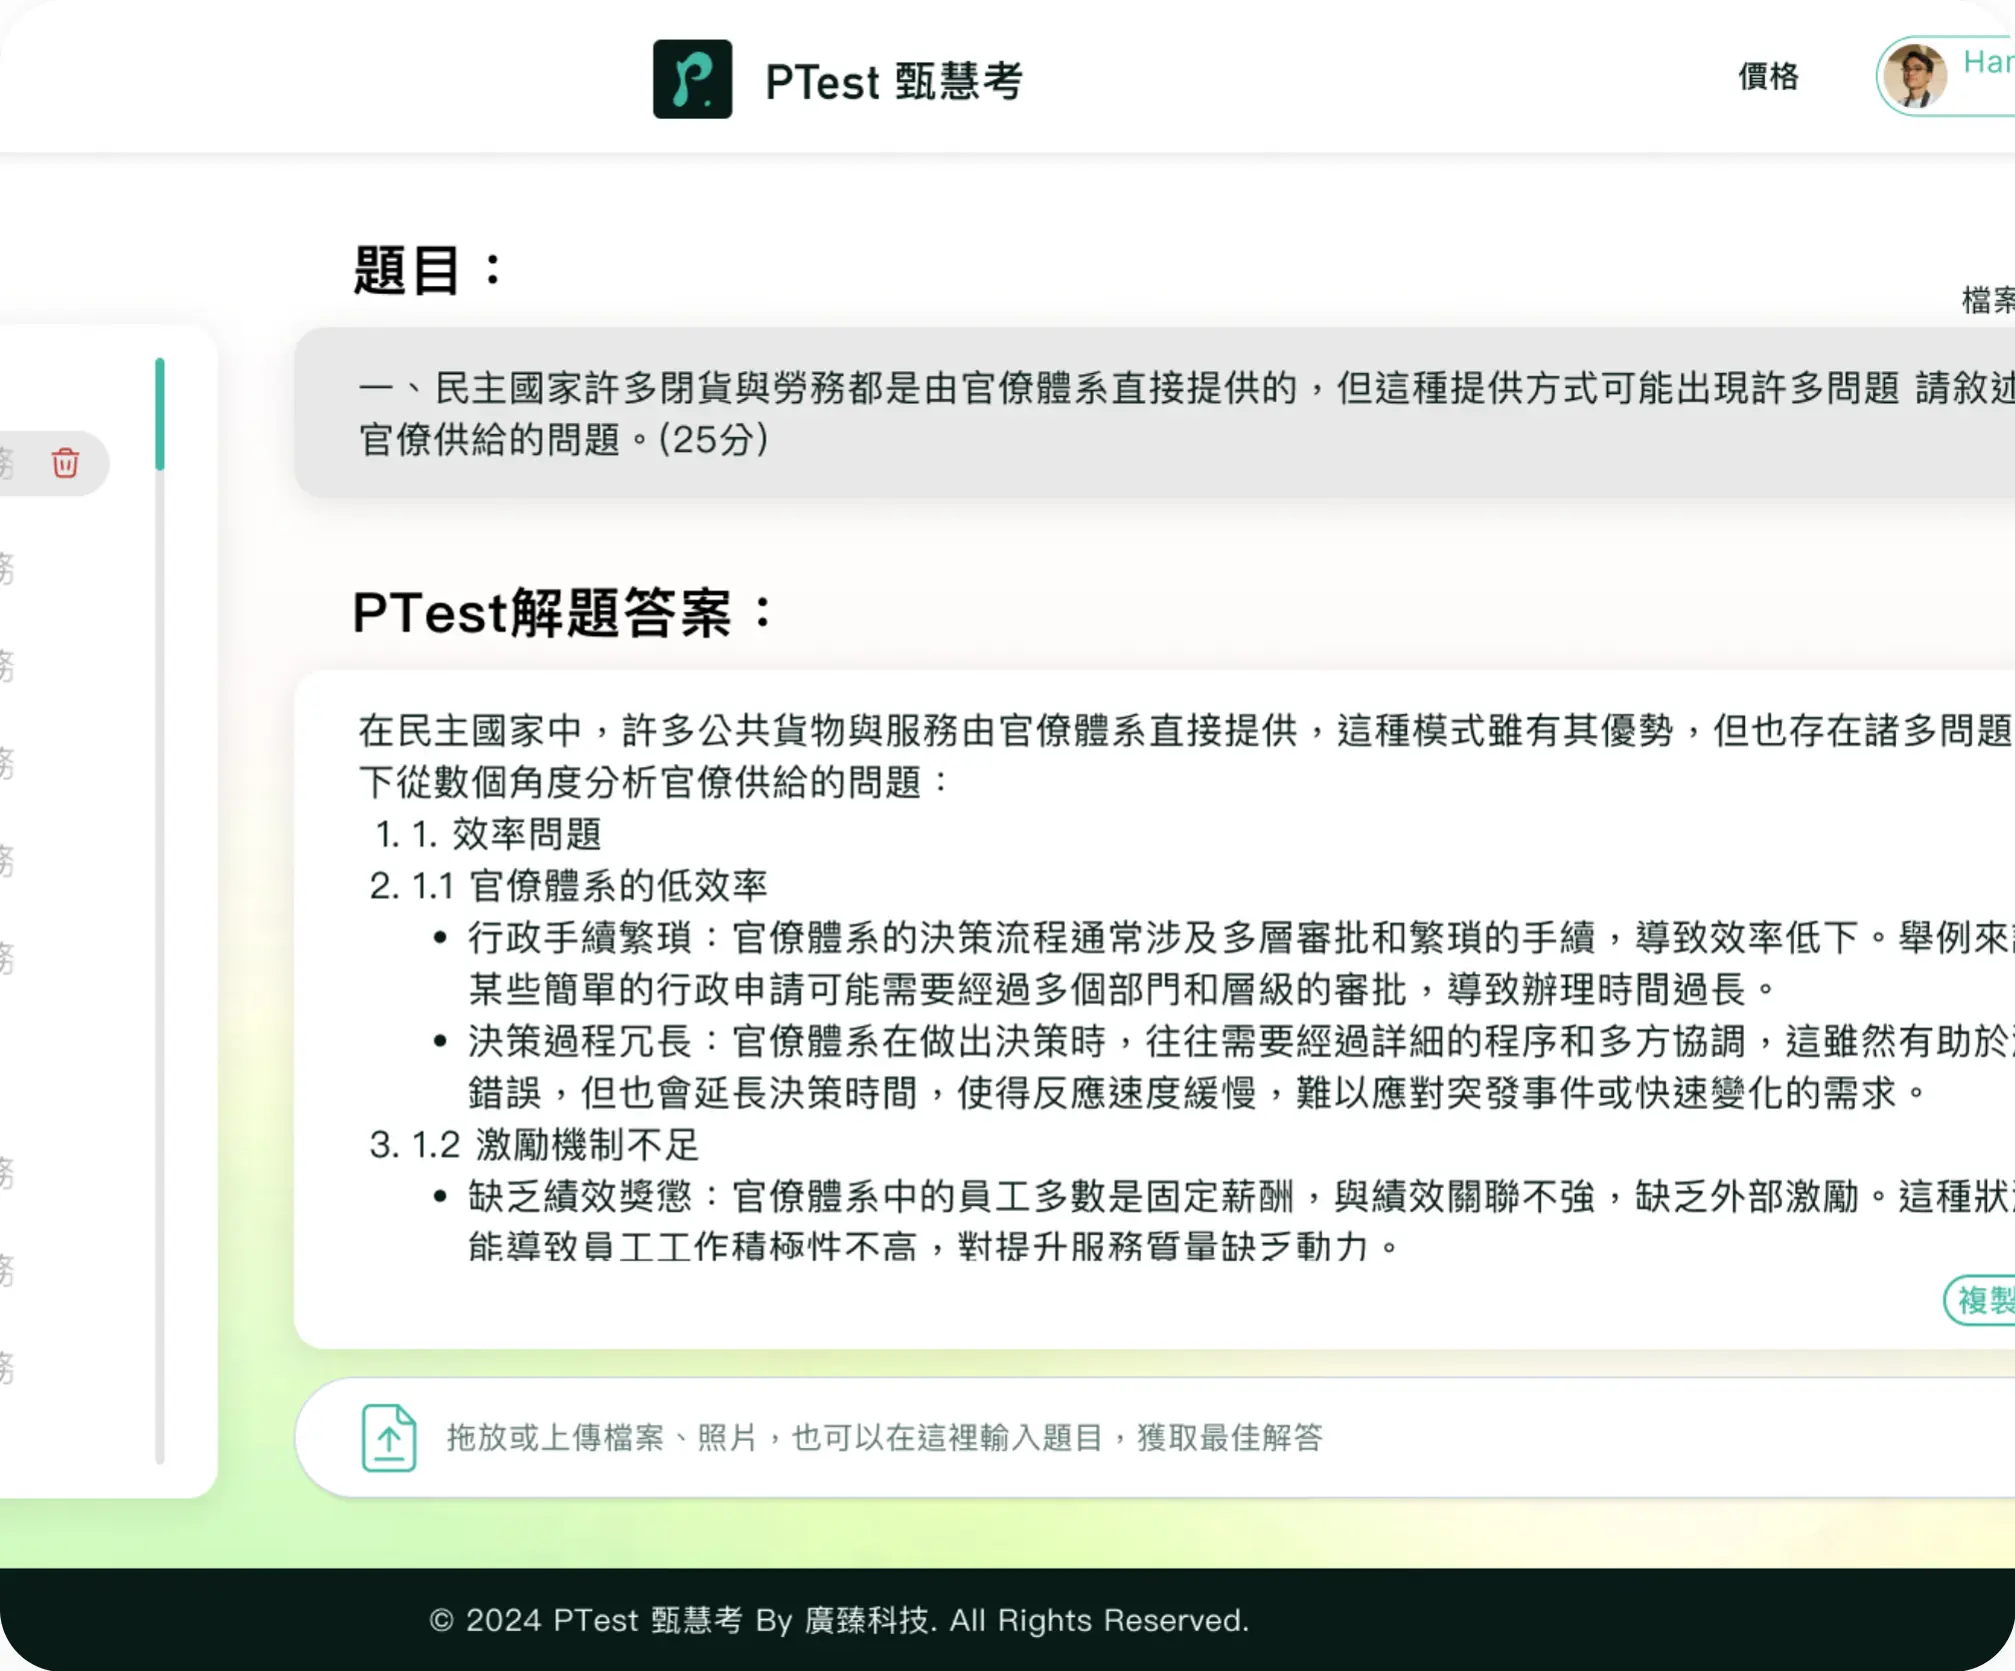 PTest 甄慧考
價格
Har
題目：
檔案
一、民主國家許多閉貨與勞務都是由官僚體系直接提供的，但這種提供方式可能出現許多問題 請敘述
官僚供給的問題。(25分)
務
務
務
務
務
務
務
務
務
PTest解題答案：
在民主國家中，許多公共貨物與服務由官僚體系直接提供，這種模式雖有其優勢，但也存在諸多問題
下從數個角度分析官僚供給的問題：
1. 1. 效率問題
2. 1.1 官僚體系的低效率
• 行政手續繁瑣：官僚體系的決策流程通常涉及多層審批和繁瑣的手續，導致效率低下。舉例來
某些簡單的行政申請可能需要經過多個部門和層級的審批，導致辦理時間過長。
• 決策過程冗長：官僚體系在做出決策時，往往需要經過詳細的程序和多方協調，這雖然有助於
錯誤，但也會延長決策時間，使得反應速度緩慢，難以應對突發事件或快速變化的需求。
3. 1.2 激勵機制不足
• 缺乏績效獎懲：官僚體系中的員工多數是固定薪酬，與績效關聯不強，缺乏外部激勵。這種狀
能導致員工工作積極性不高，對提升服務質量缺乏動力。
複製
拖放或上傳檔案、照片，也可以在這裡輸入題目，獲取最佳解答
© 2024 PTest 甄慧考 By 廣臻科技. All Rights Reserved.